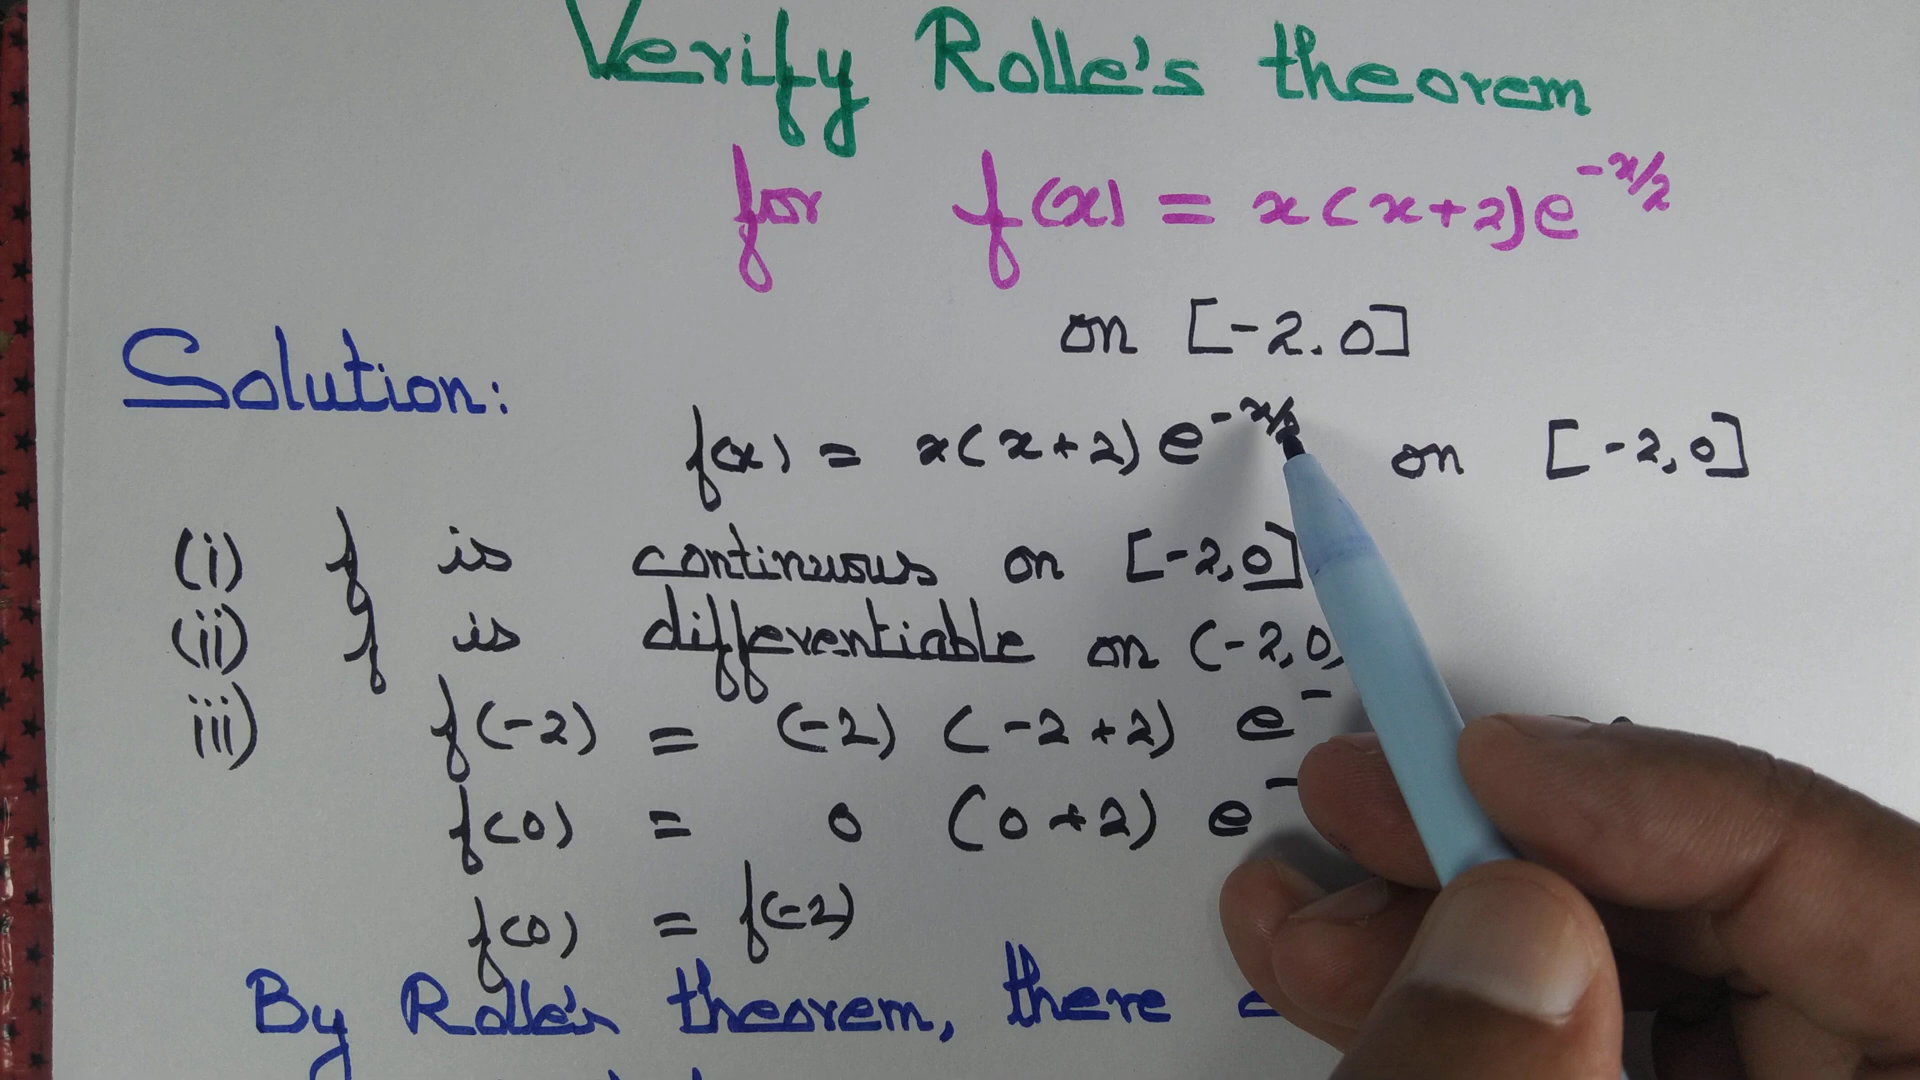 Verify Rolle's theorem
for f(x) = x(x+2)e^{-x/2}
on [-2,0]
Solution:
f(x) = x(x+2) e^{-x/2} on [-2,0]
(i) f is continuous on [-2,0]
(ii) f is differentiable on (-2,0)
iii) f(-2) = (-2) (-2+2) e^-
f(0) = 0 (0+2) e^-
f(0) = f(-2)
By Rolle's theorem, there